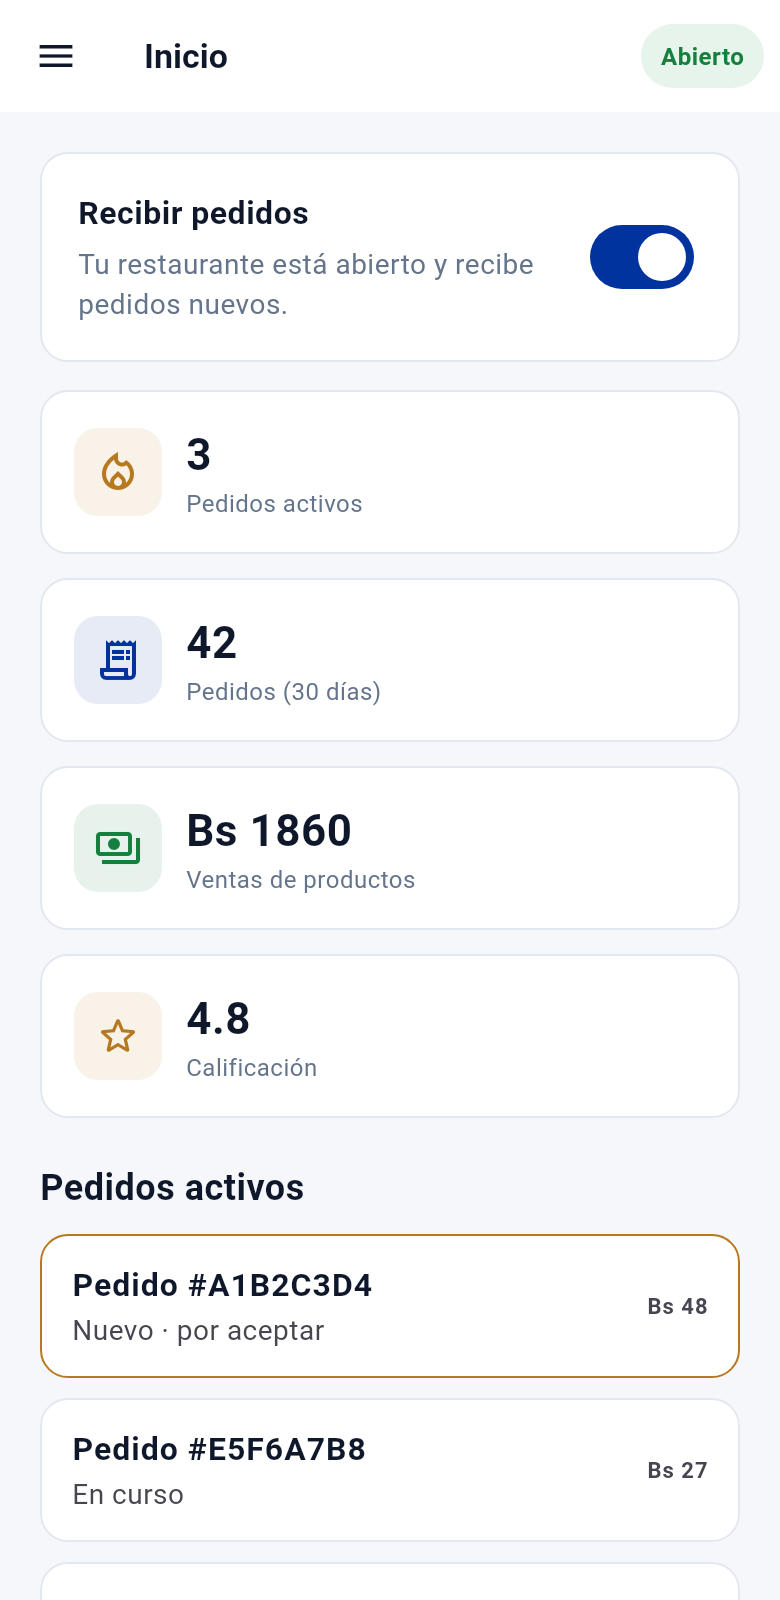 Inicio
Abierto
Recibir pedidos
Tu restaurante está abierto y recibe
pedidos nuevos.
3
Pedidos activos
42
Pedidos (30 días)
Bs 1860
Ventas de productos
4.8
Calificación
Pedidos activos
Pedido #A1B2C3D4
Nuevo · por aceptar
Bs 48
Pedido #E5F6A7B8
En curso
Bs 27